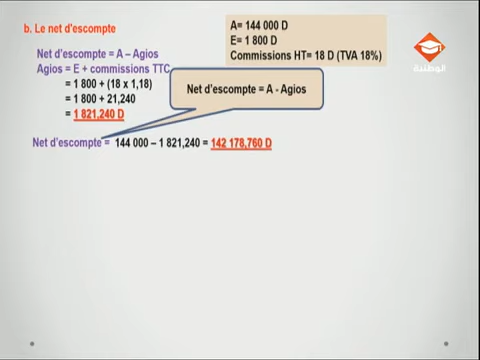 b. Le net d'escompte
A= 144 000 D
E= 1 800 D
Commissions HT= 18 D (TVA 18%)
الوطنية
Net d'escompte = A – Agios
Agios = E + commissions TTC
= 1 800 + (18 x 1,18)
= 1 800 + 21,240
= 1 821,240 D
Net d'escompte = A - Agios
Net d'escompte = 144 000 – 1 821,240 = 142 178,760 D